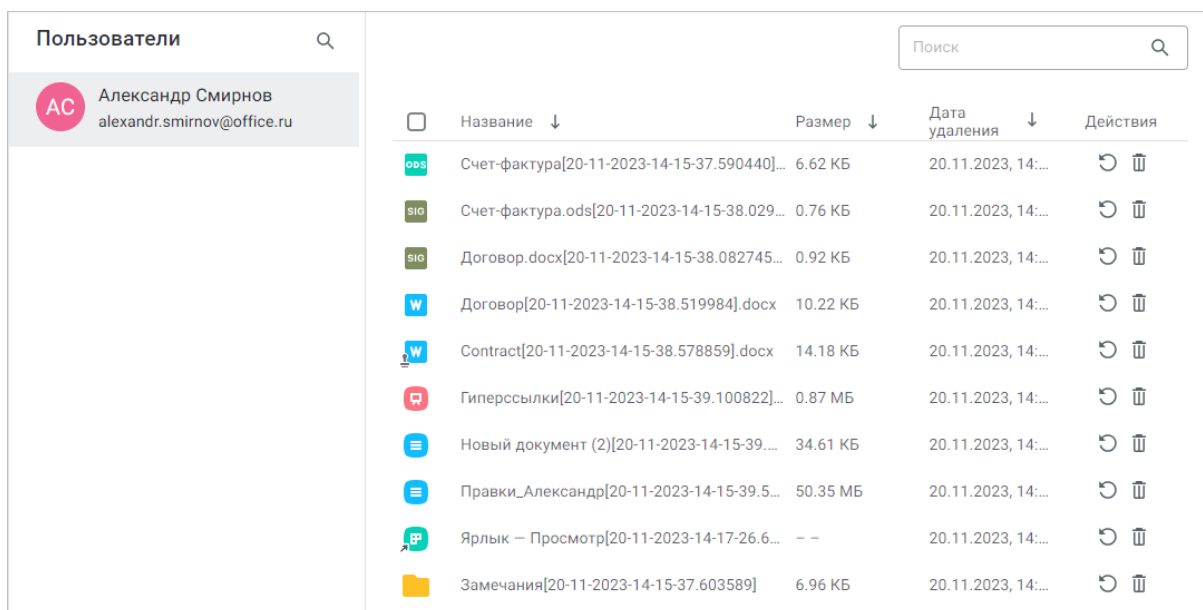 Пользователи
АС
Александр Смирнов
alexandr.smirnov@office.ru
Поиск
Название ↓ Размер ↓ Дата удаления ↓ Действия
ODS Счет-фактура[20-11-2023-14-15-37.590440]... 6.62 КБ 20.11.2023, 14:...
SIG Счет-фактура.ods[20-11-2023-14-15-38.029... 0.76 КБ 20.11.2023, 14:...
SIG Договор.docx[20-11-2023-14-15-38.082745... 0.92 КБ 20.11.2023, 14:...
W Договор[20-11-2023-14-15-38.519984].docx 10.22 КБ 20.11.2023, 14:...
W Contract[20-11-2023-14-15-38.578859].docx 14.18 КБ 20.11.2023, 14:...
Гиперссылки[20-11-2023-14-15-39.100822]... 0.87 МБ 20.11.2023, 14:...
Новый документ (2)[20-11-2023-14-15-39.... 34.61 КБ 20.11.2023, 14:...
Правки_Александр[20-11-2023-14-15-39.5... 50.35 МБ 20.11.2023, 14:...
Ярлык — Просмотр[20-11-2023-14-17-26.6... – – 20.11.2023, 14:...
Замечания[20-11-2023-14-15-37.603589] 6.96 КБ 20.11.2023, 14:...